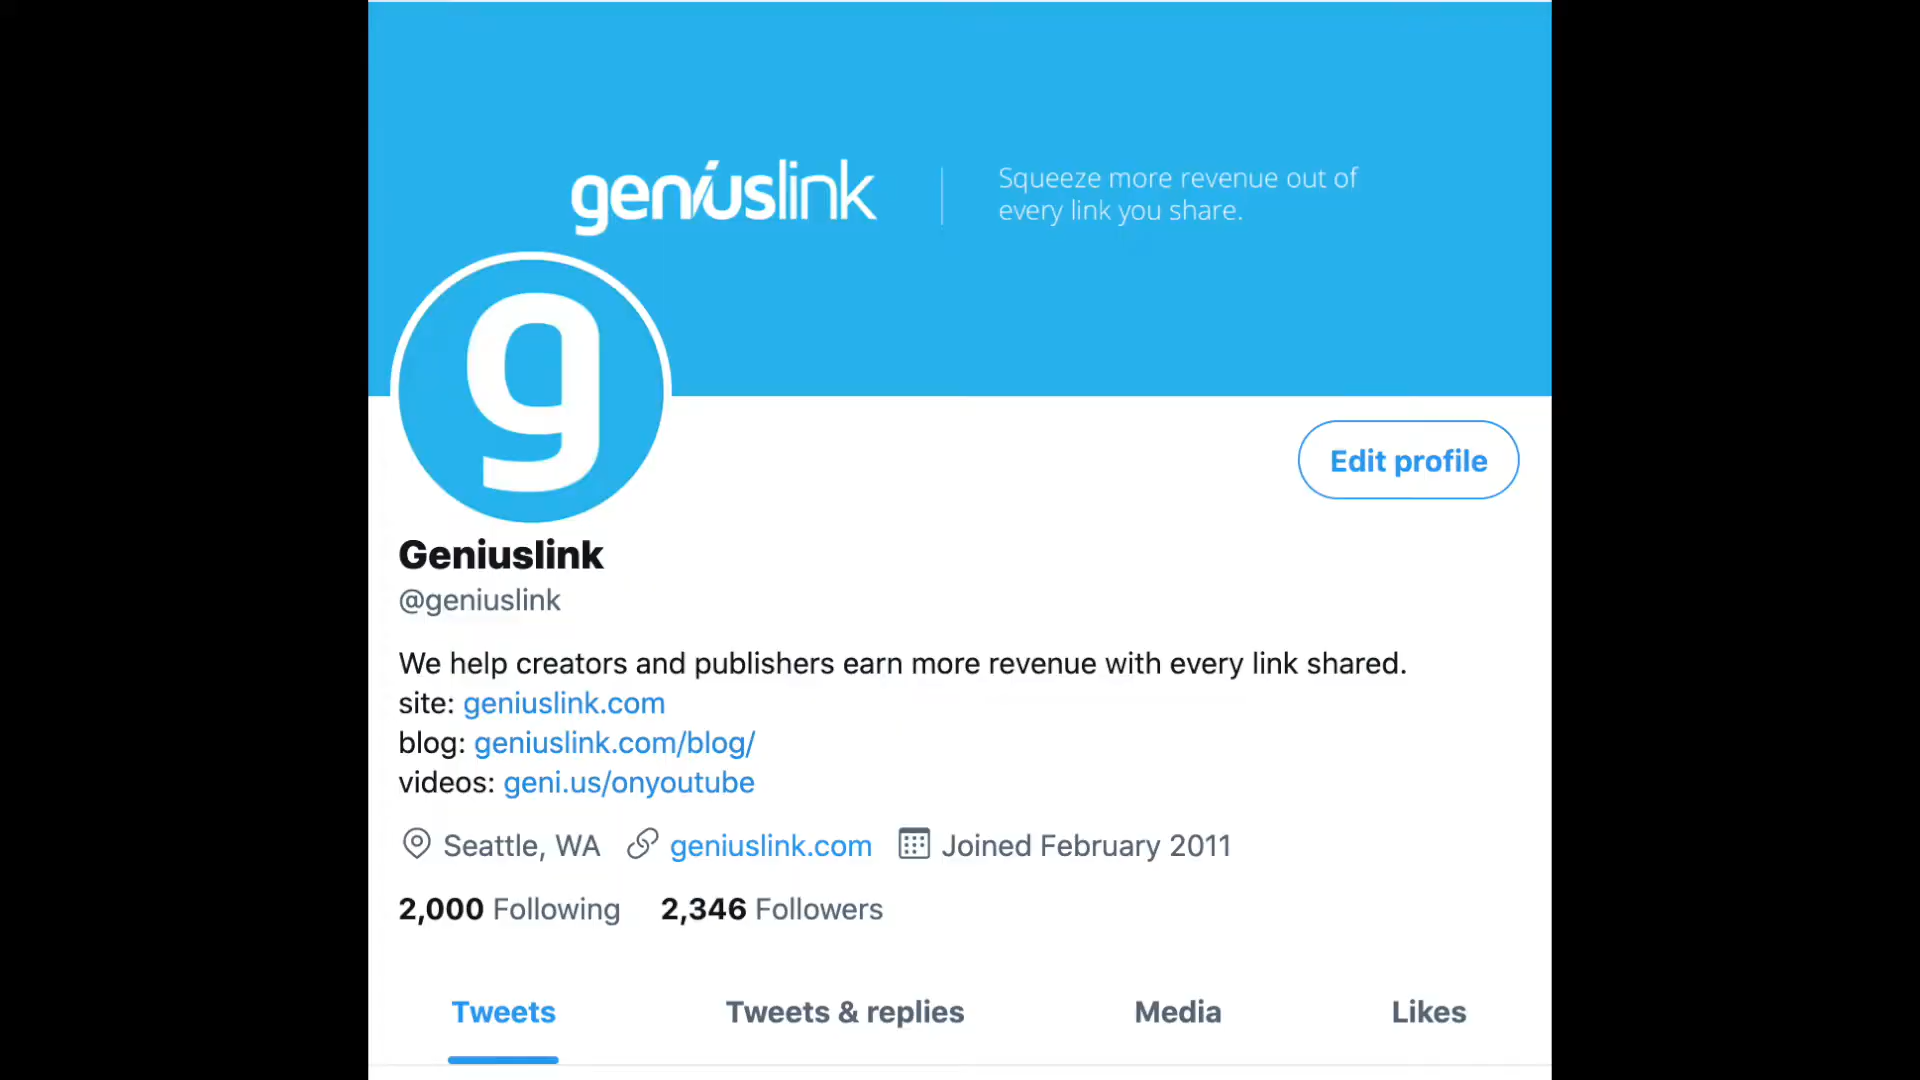 geniuslink
Squeeze more revenue out of
every link you share.
g
Edit profile
Geniuslink
@geniuslink
We help creators and publishers earn more revenue with every link shared.
site: geniuslink.com
blog: geniuslink.com/blog/
videos: geni.us/onyoutube
Seattle, WA geniuslink.com Joined February 2011
2,000 Following 2,346 Followers
Tweets Tweets & replies Media Likes